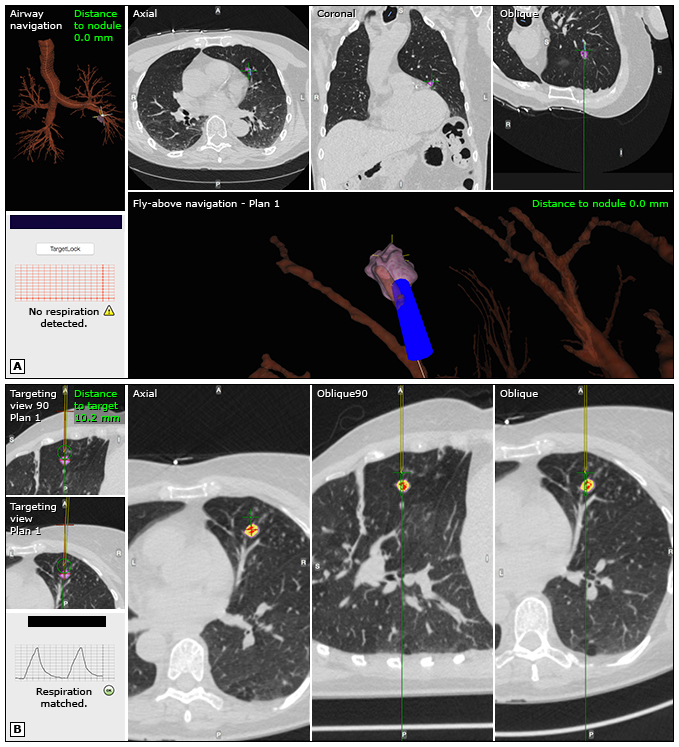 Airway
navigation
Distance
to nodule
0.0 mm
Axial
A
R
L
P
Coronal
S
R
L
I
Oblique
S
L
R
I
TargetLock
No respiration
detected.
Fly-above navigation - Plan 1
Distance to nodule 0.0 mm
A
Targeting
view 90
Plan 1
Distance
to target
10.2 mm
A
S
I
Targeting
view
Plan 1
A
L
R
P
OK
Respiration
matched.
Axial
A
L
R
P
Oblique90
A
S
I
P
Oblique
A
L
R
P
B